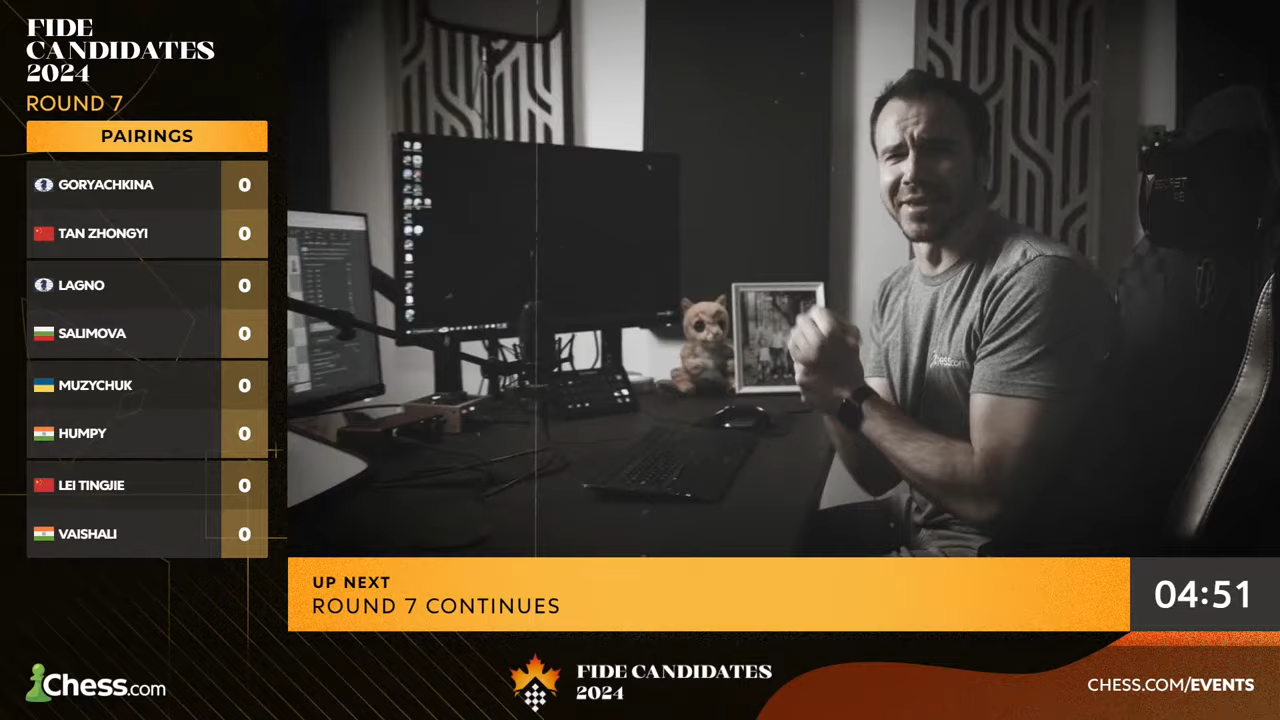 FIDE
CANDIDATES
2024
ROUND 7
PAIRINGS
GORYACHKINA 0
TAN ZHONGYI 0
LAGNO 0
SALIMOVA 0
MUZYCHUK 0
HUMPY 0
LEI TINGJIE 0
VAISHALI 0
chess.com
UP NEXT
ROUND 7 CONTINUES
04:51
Chess.com
FIDE CANDIDATES
2024
CHESS.COM/EVENTS